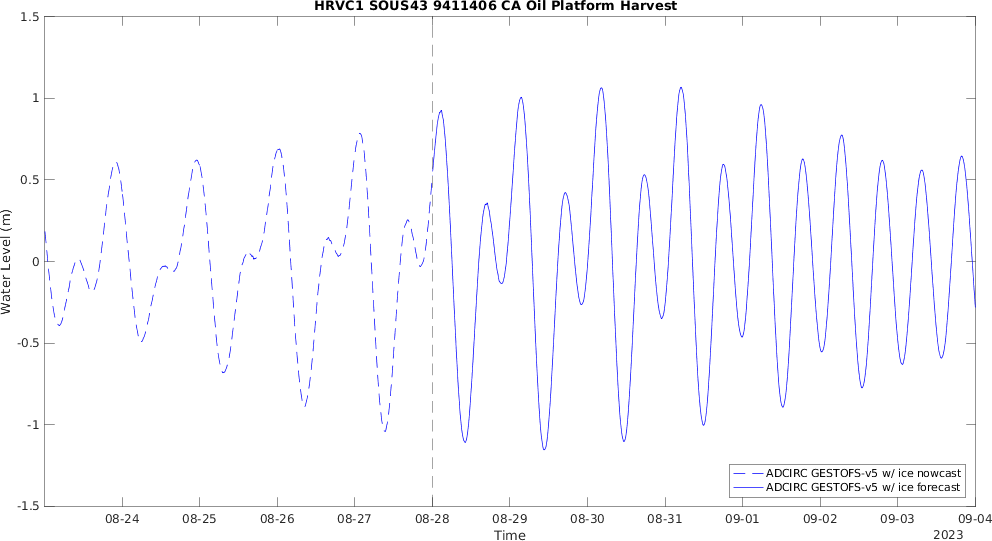 HRVC1 SOUS43 9411406 CA Oil Platform Harvest
1.5
1
0.5
0
-0.5
-1
-1.5
Water Level (m)
08-24 08-25 08-26 08-27 08-28 08-29 08-30 08-31 09-01 09-02 09-03 09-04
Time
2023
ADCIRC GESTOFS-v5 w/ ice nowcast
ADCIRC GESTOFS-v5 w/ ice forecast